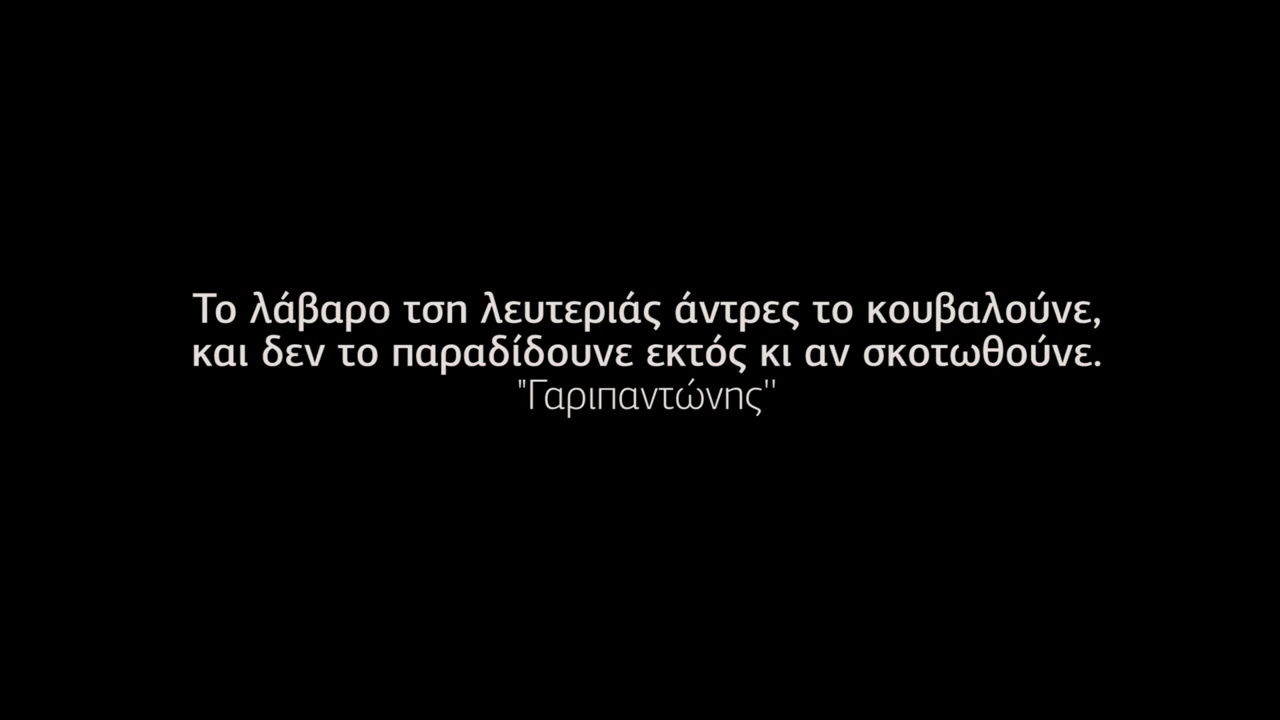 Το λάβαρο τση λευτεριάς άντρες το κουβαλούνε,
και δεν το παραδίδουνε εκτός κι αν σκοτωθούνε.
"Γαριπαντώνης''